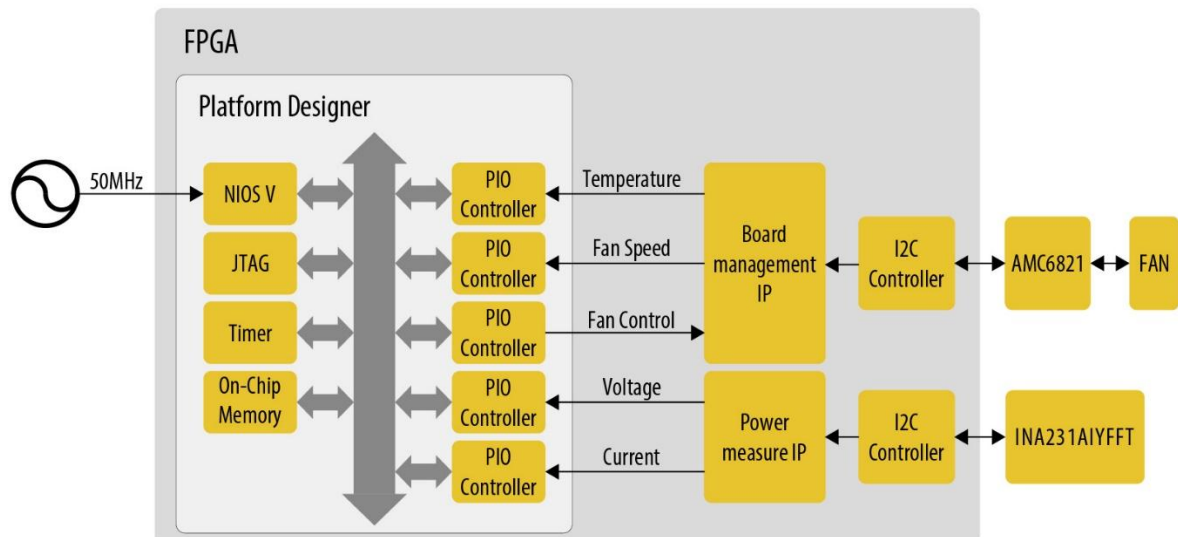 FPGA
Platform Designer
50MHz
NIOS V
PIO
Controller
Temperature
JTAG
PIO
Controller
Fan Speed
Board
management
IP
I2C
Controller
AMC6821
FAN
Timer
PIO
Controller
Fan Control
On-Chip
Memory
PIO
Controller
Voltage
Power
measure IP
I2C
Controller
INA231AIYFFT
PIO
Controller
Current